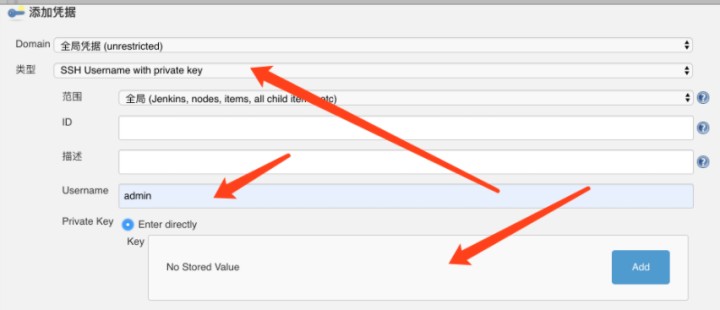 添加凭据
Domain 全局凭据 (unrestricted)
类型 SSH Username with private key
范围 全局 (Jenkins, nodes, items, all child items, etc)
ID
描述
Username admin
Private Key Enter directly
Key
No Stored Value Add